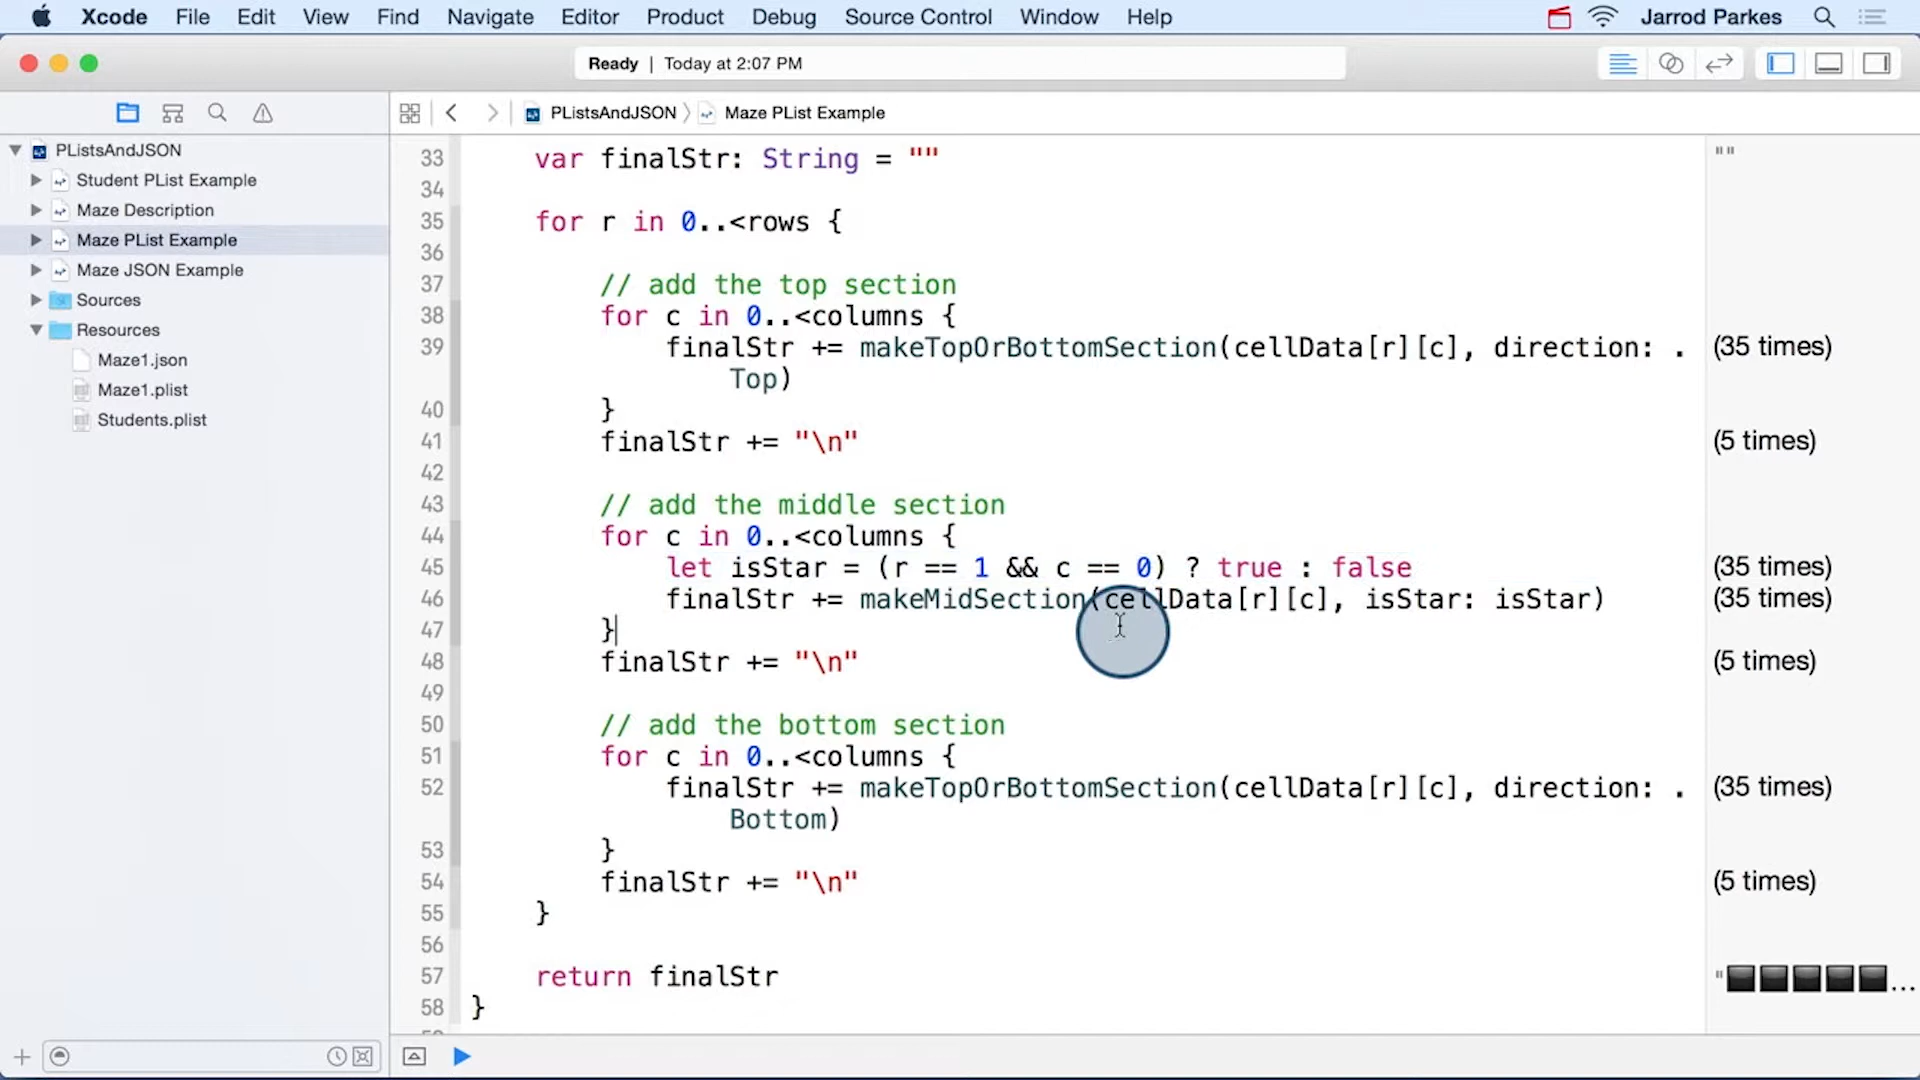 Xcode File Edit View Find Navigate Editor Product Debug Source Control Window Help Jarrod Parkes
Ready | Today at 2:07 PM
PListsAndJSON 〉 Maze PList Example
PListsAndJSON
Student PList Example
Maze Description
Maze PList Example
Maze JSON Example
Sources
Resources
Maze1.json
Maze1.plist
Students.plist
33 var finalStr: String = "" ""
34
35 for r in 0..<rows {
36
37 // add the top section
38 for c in 0..<columns {
39 finalStr += makeTopOrBottomSection(cellData[r][c], direction: . (35 times)
Top)
40 }
41 finalStr += "\n" (5 times)
42
43 // add the middle section
44 for c in 0..<columns {
45 let isStar = (r == 1 && c == 0) ? true : false (35 times)
46 finalStr += makeMidSection(cellData[r][c], isStar: isStar) (35 times)
47 }
48 finalStr += "\n" (5 times)
49
50 // add the bottom section
51 for c in 0..<columns {
52 finalStr += makeTopOrBottomSection(cellData[r][c], direction: . (35 times)
Bottom)
53 }
54 finalStr += "\n" (5 times)
55 }
56
57 return finalStr "⬛⬛⬛⬛⬛...
58 }